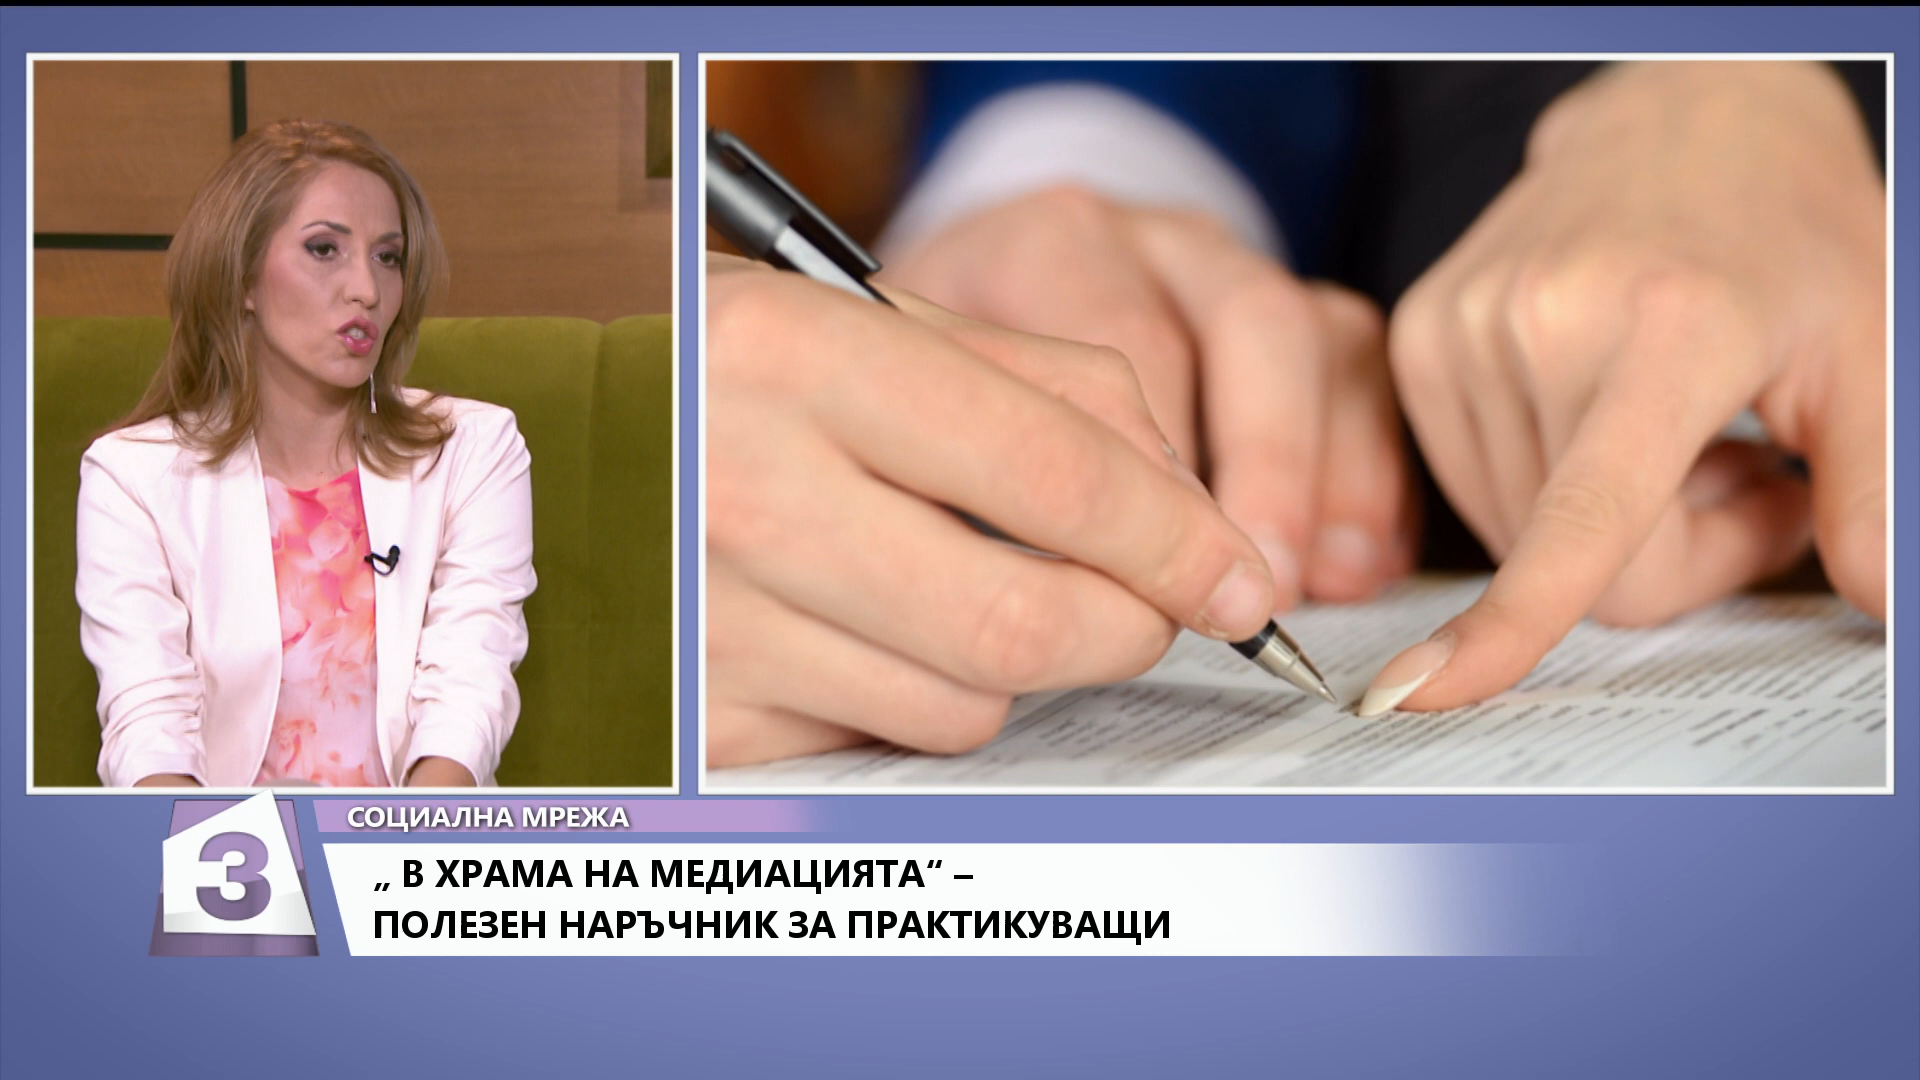 3
СОЦИАЛНА МРЕЖА
„ В ХРАМА НА МЕДИАЦИЯТА“ –
ПОЛЕЗЕН НАРЪЧНИК ЗА ПРАКТИКУВАЩИ